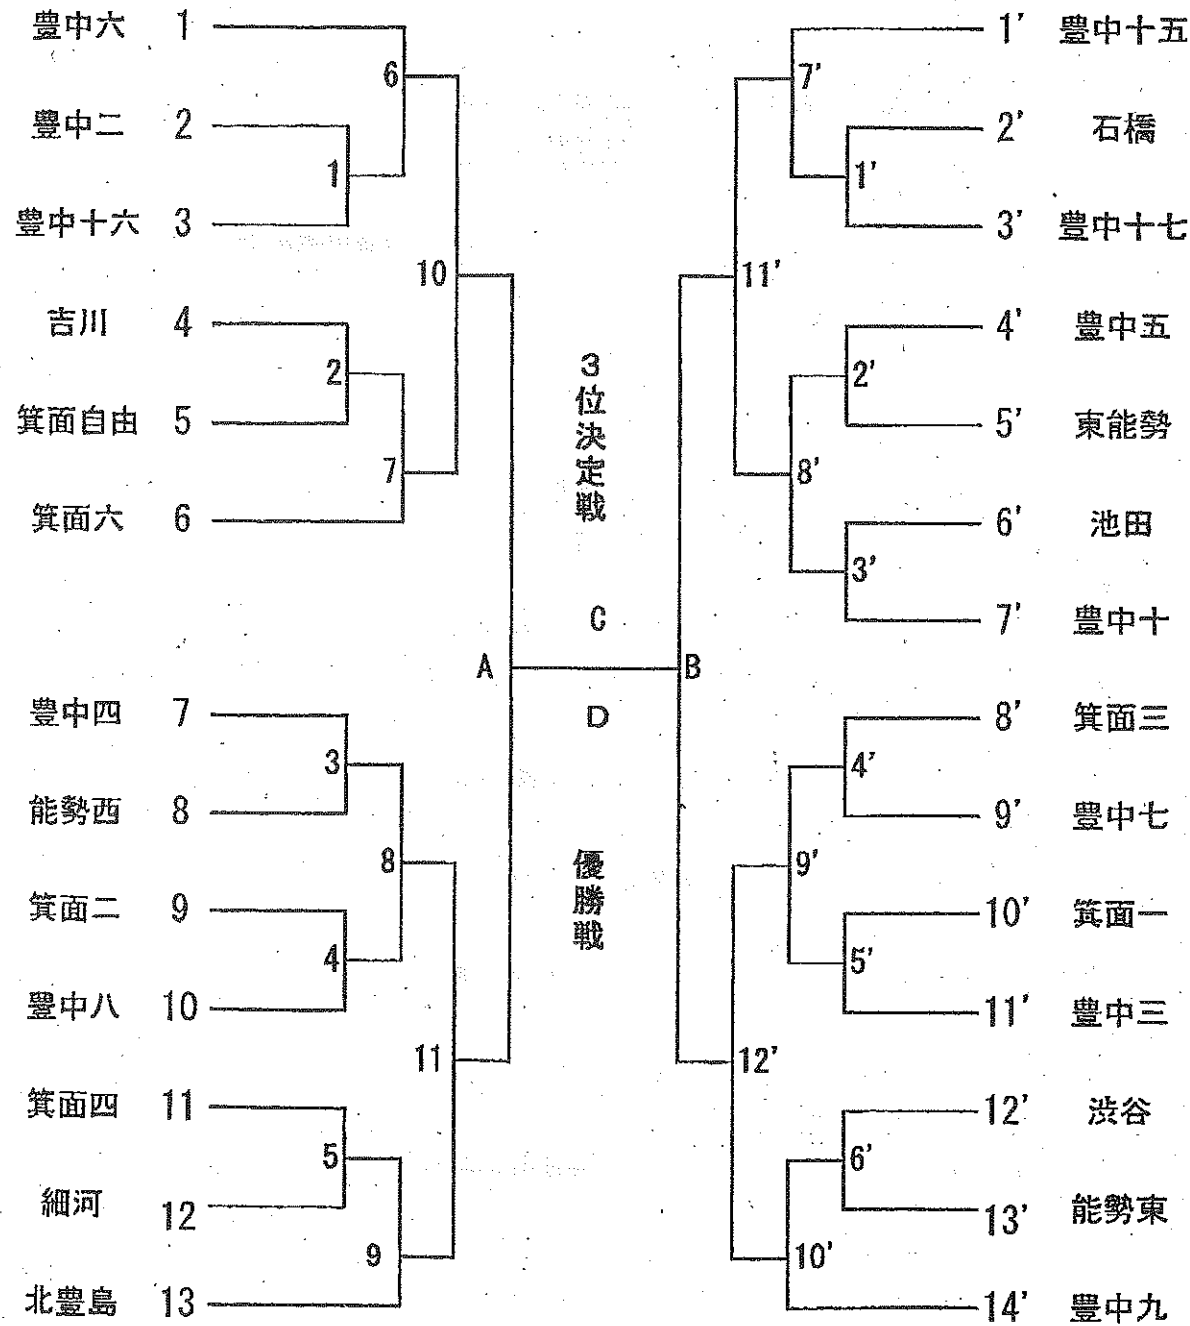 豊中六 1
6
豊中二 2
1
豊中十六 3
10
吉川 4
2
箕面自由 5
7
箕面六 6
豊中四 7
3
能勢西 8
8
箕面二 9
4
豊中八 10
11
箕面四 11
5
細河 12
9
北豊島 13
3位決定戦
C
A
B
D
優勝戦
1' 豊中十五
7'
2' 石橋
1'
3' 豊中十七
11'
4' 豊中五
2'
5' 東能勢
8'
6' 池田
3'
7' 豊中十
8' 箕面三
4'
9' 豊中七
9'
10' 箕面一
5'
11' 豊中三
12'
12' 渋谷
6'
13' 能勢東
10'
14' 豊中九